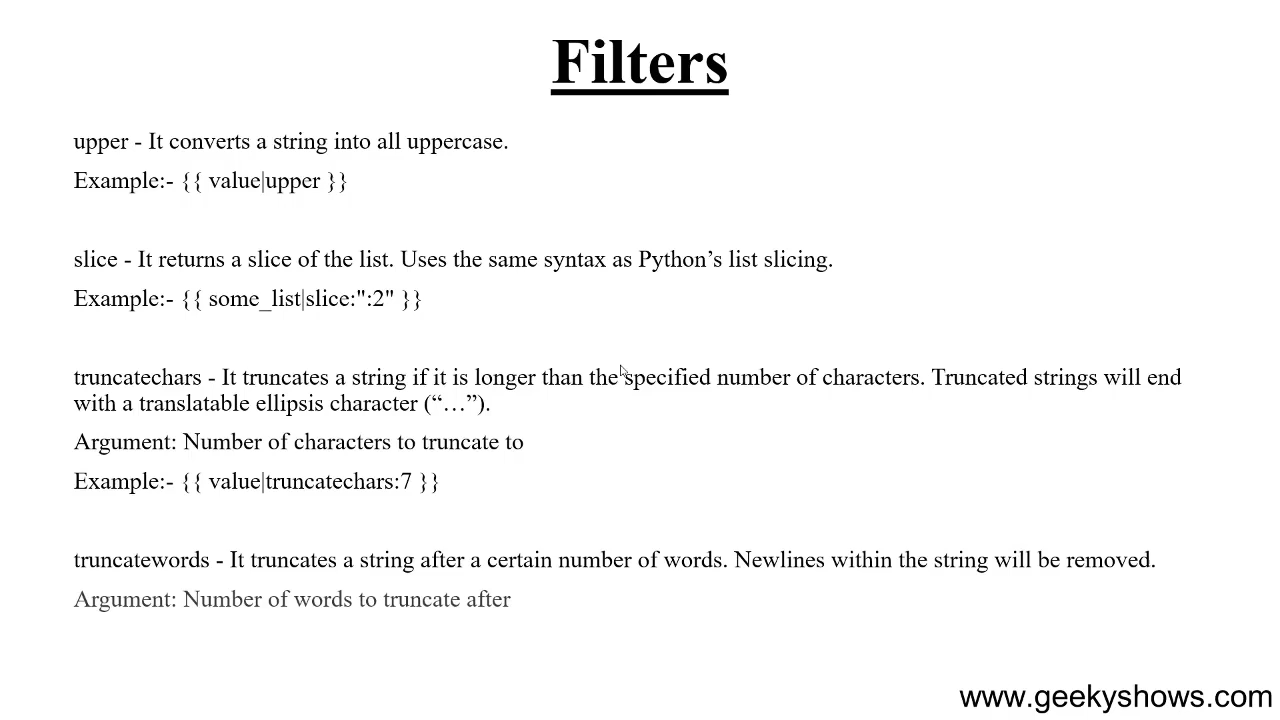 Filters
upper - It converts a string into all uppercase.
Example:- {{ value|upper }}
slice - It returns a slice of the list. Uses the same syntax as Python’s list slicing.
Example:- {{ some_list|slice:":2" }}
truncatechars - It truncates a string if it is longer than the specified number of characters. Truncated strings will end
with a translatable ellipsis character (“…”).
Argument: Number of characters to truncate to
Example:- {{ value|truncatechars:7 }}
truncatewords - It truncates a string after a certain number of words. Newlines within the string will be removed.
Argument: Number of words to truncate after
www.geekyshows.com